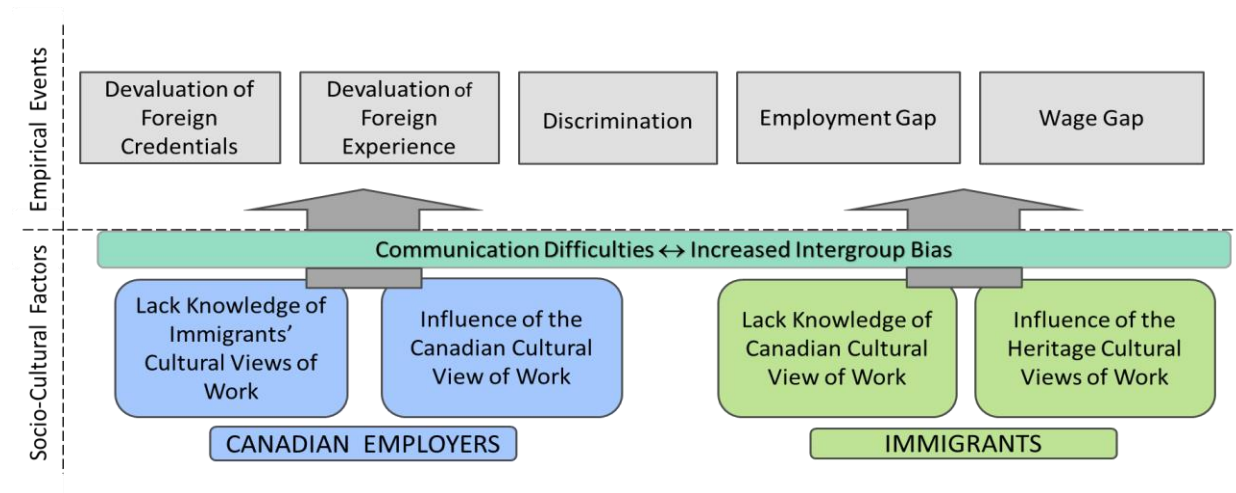 Empirical Events
Devaluation of
Foreign
Credentials
Devaluation of
Foreign
Experience
Discrimination
Employment Gap
Wage Gap
Socio-Cultural Factors
Communication Difficulties ↔ Increased Intergroup Bias
Lack Knowledge of
Immigrants’
Cultural Views of
Work
Influence of the
Canadian Cultural
View of Work
Lack Knowledge of
Canadian Cultural
View of Work
Influence of the
Heritage Cultural
Views of Work
CANADIAN EMPLOYERS
IMMIGRANTS